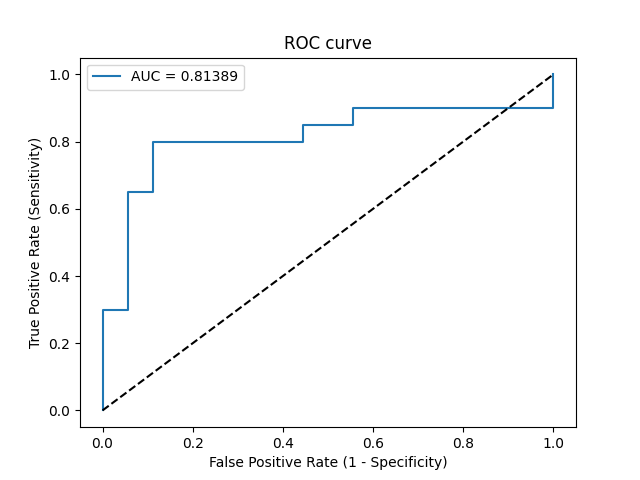 ROC curve
AUC = 0.81389
True Positive Rate (Sensitivity)
1.0
0.8
0.6
0.4
0.2
0.0
0.0 0.2 0.4 0.6 0.8 1.0
False Positive Rate (1 - Specificity)